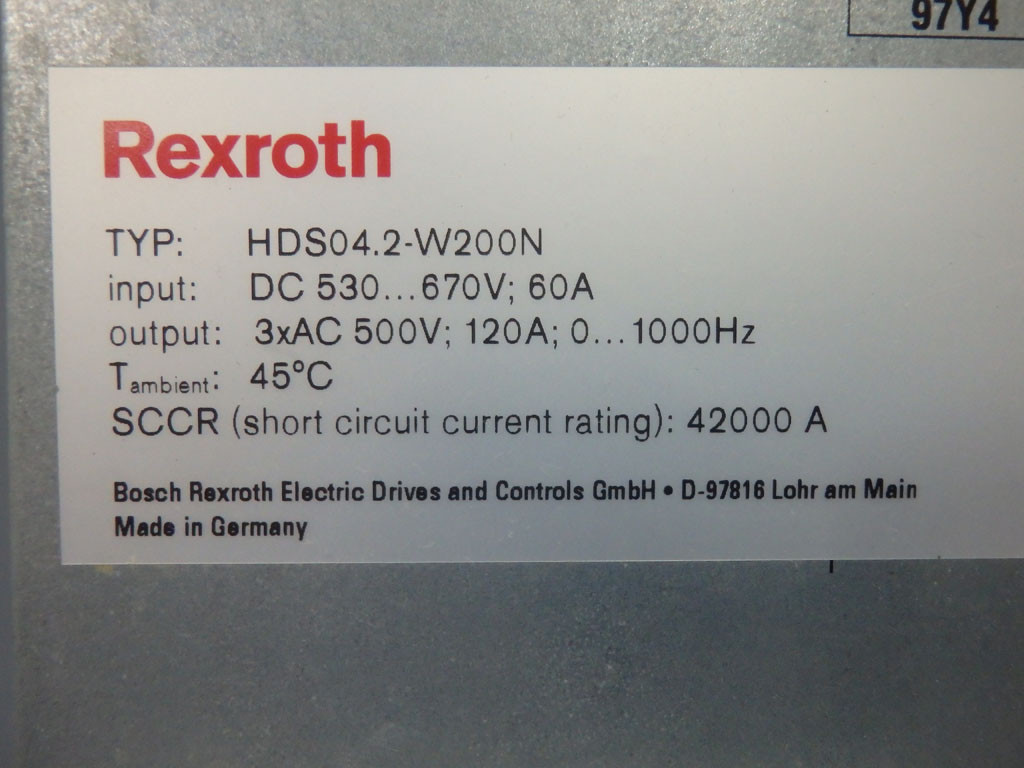 97Y4
Rexroth
TYP: HDS04.2-W200N
input: DC 530...670V; 60A
output: 3xAC 500V; 120A; 0...1000Hz
Tambient: 45°C
SCCR (short circuit current rating): 42000 A
Bosch Rexroth Electric Drives and Controls GmbH • D-97816 Lohr am Main
Made in Germany